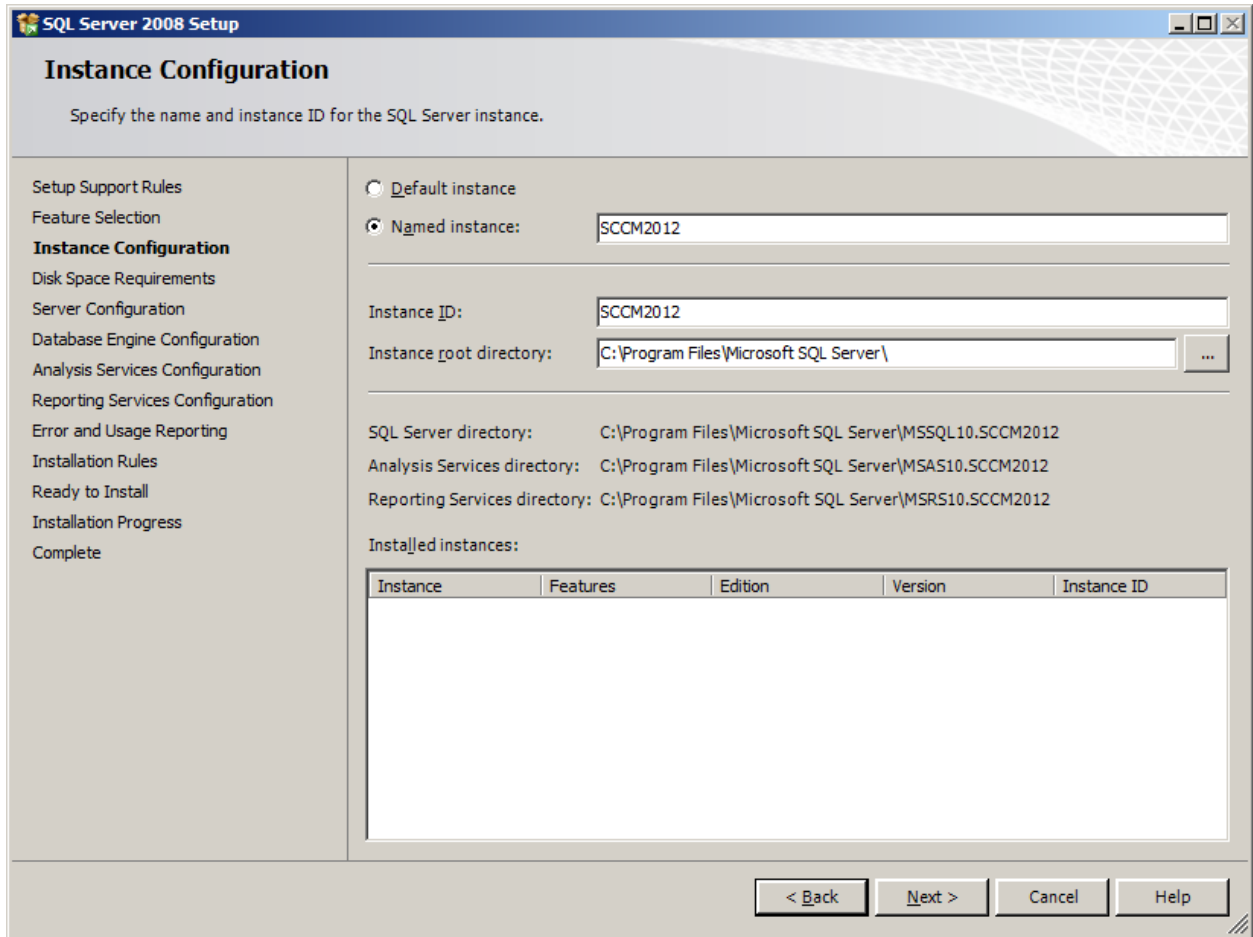 SQL Server 2008 Setup
Instance Configuration
Specify the name and instance ID for the SQL Server instance.
Setup Support Rules
Feature Selection
Instance Configuration
Disk Space Requirements
Server Configuration
Database Engine Configuration
Analysis Services Configuration
Reporting Services Configuration
Error and Usage Reporting
Installation Rules
Ready to Install
Installation Progress
Complete
Default instance
Named instance: SCCM2012
Instance ID: SCCM2012
Instance root directory: C:\Program Files\Microsoft SQL Server\ ...
SQL Server directory: C:\Program Files\Microsoft SQL Server\MSSQL10.SCCM2012
Analysis Services directory: C:\Program Files\Microsoft SQL Server\MSAS10.SCCM2012
Reporting Services directory: C:\Program Files\Microsoft SQL Server\MSRS10.SCCM2012
Installed instances:
Instance Features Edition Version Instance ID
< Back Next > Cancel Help